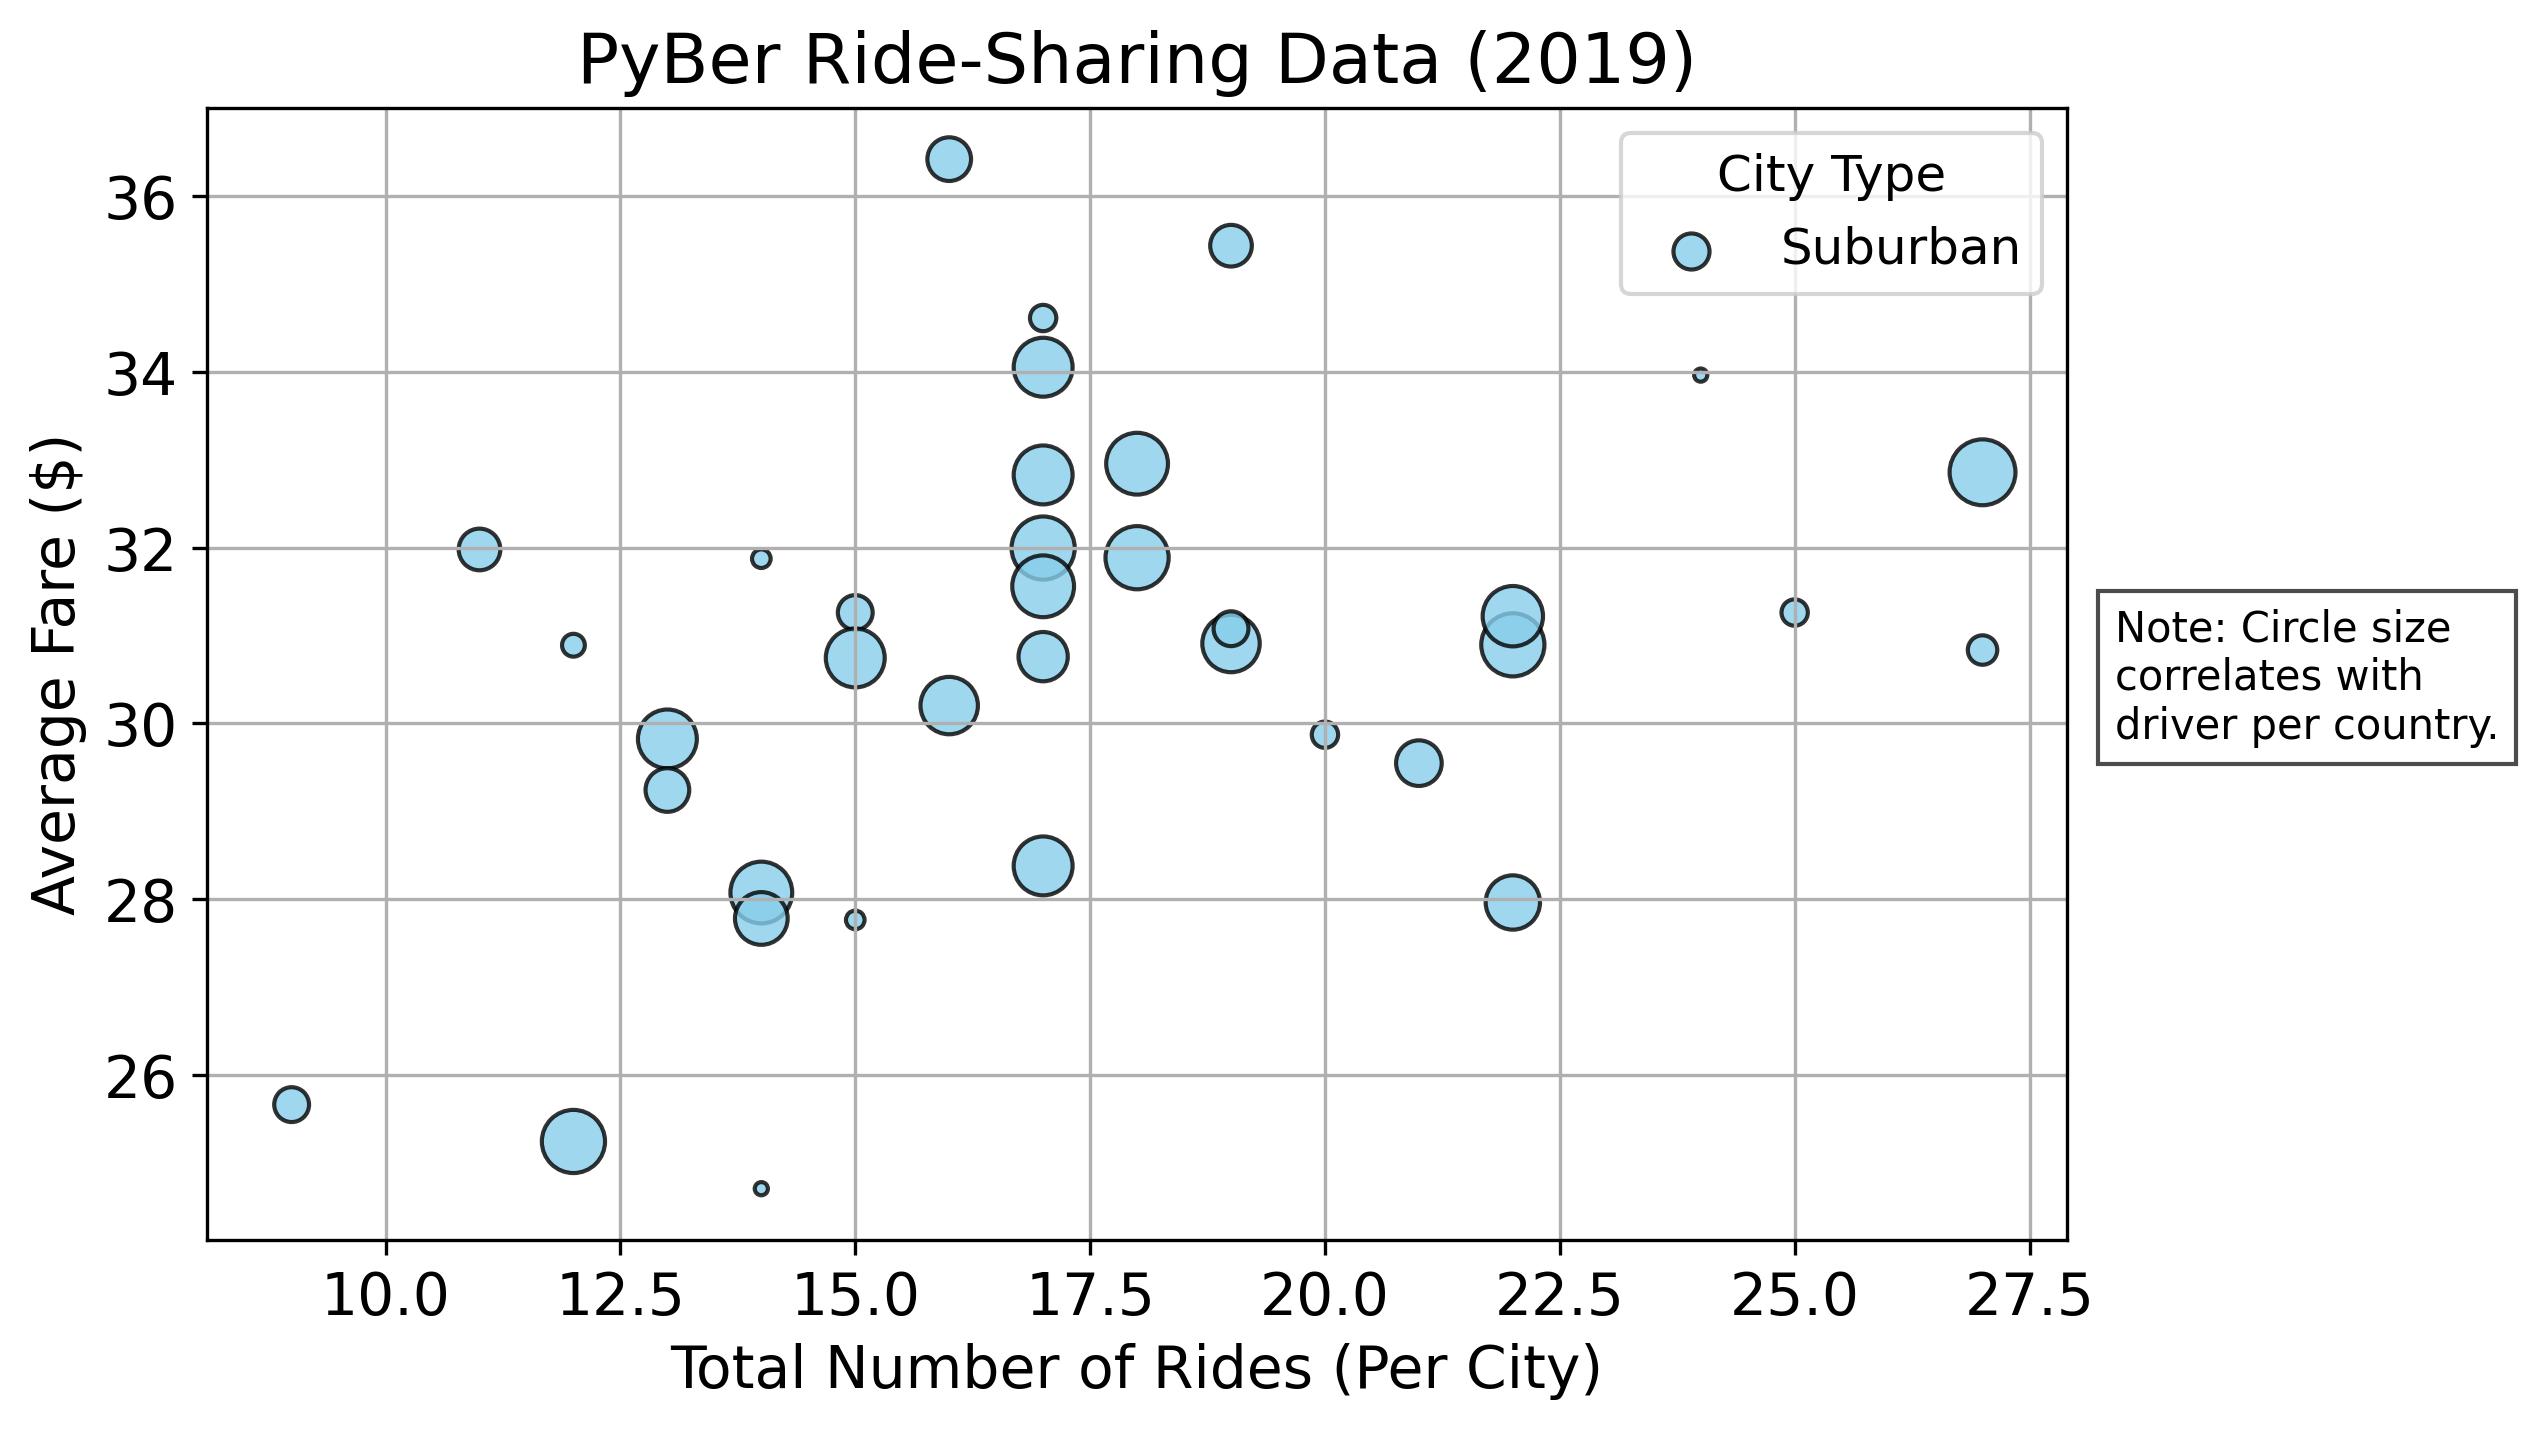 PyBer Ride-Sharing Data (2019)
City Type
Suburban
36
34
32
30
28
26
Average Fare ($)
Note: Circle size
correlates with
driver per country.
10.0 12.5 15.0 17.5 20.0 22.5 25.0 27.5
Total Number of Rides (Per City)